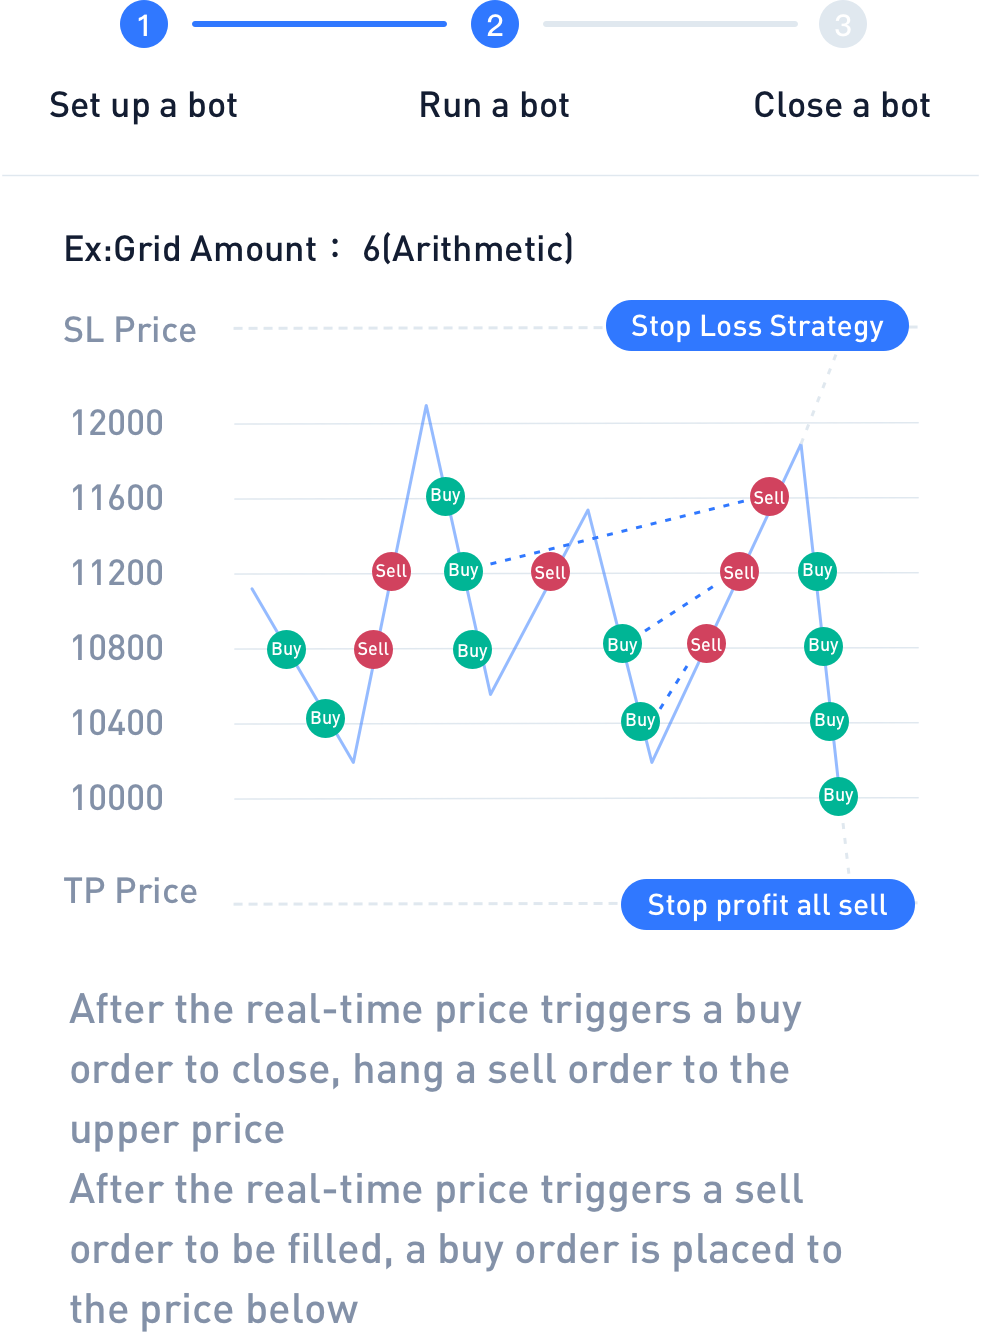 1 2 3
Set up a bot Run a bot Close a bot
Ex:Grid Amount： 6(Arithmetic)
SL Price Stop Loss Strategy
12000
11600 Buy Sell
11200 Sell Buy Sell Sell Buy
10800 Buy Sell Buy Buy Sell Buy
10400 Buy Buy Buy
10000 Buy
TP Price Stop profit all sell
After the real-time price triggers a buy
order to close, hang a sell order to the
upper price
After the real-time price triggers a sell
order to be filled, a buy order is placed to
the price below